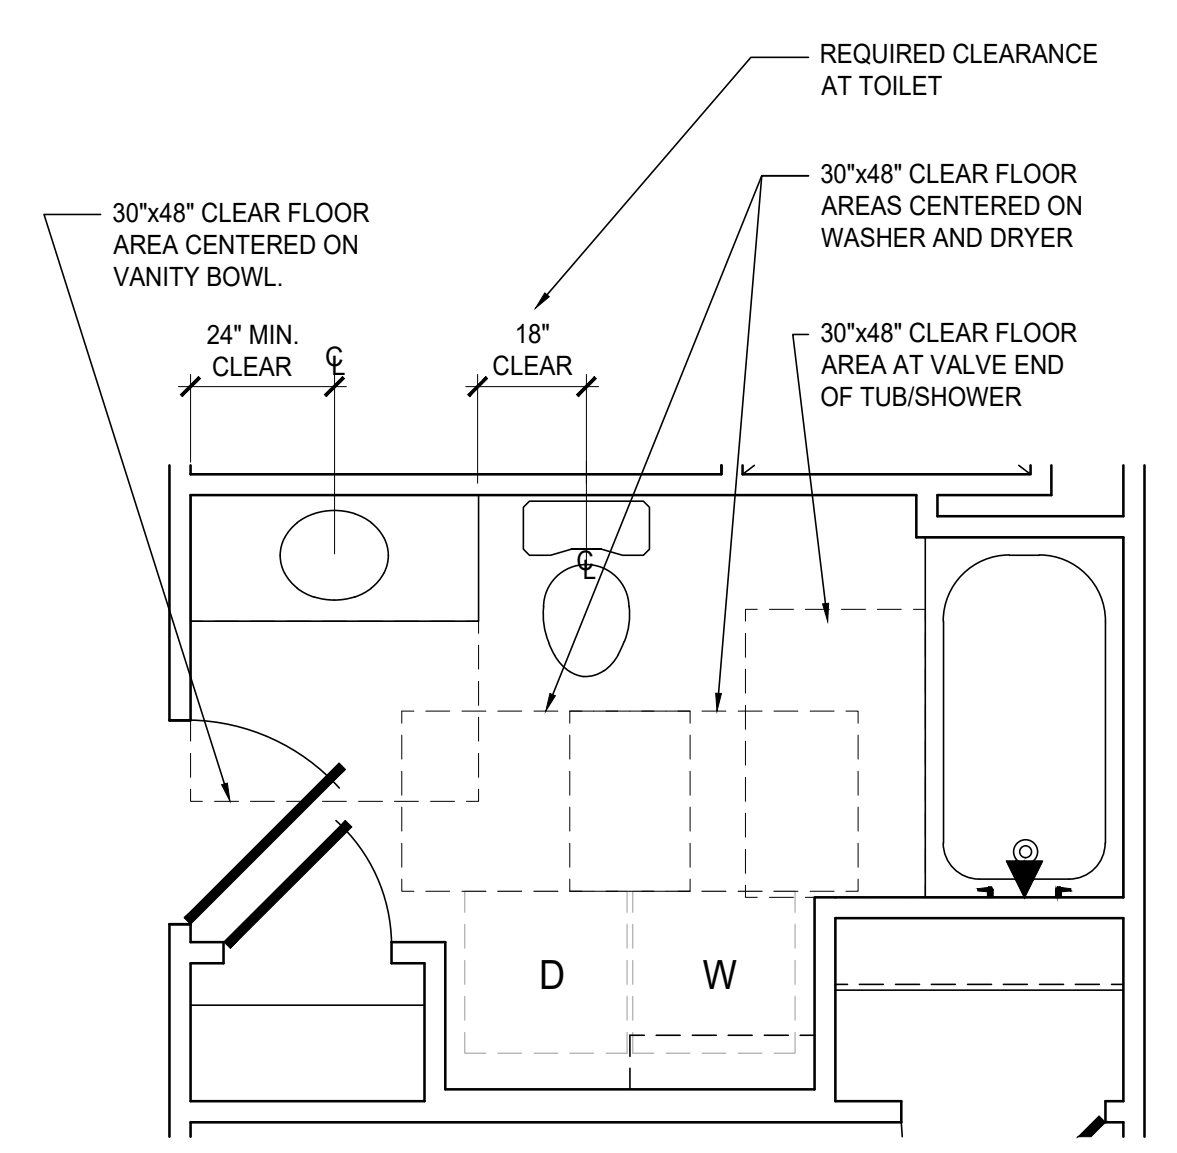 REQUIRED CLEARANCE
AT TOILET
30"x48" CLEAR FLOOR
AREAS CENTERED ON
WASHER AND DRYER
30"x48" CLEAR FLOOR
AREA CENTERED ON
VANITY BOWL.
24" MIN.
CLEAR
℄
18"
CLEAR
30"x48" CLEAR FLOOR
AREA AT VALVE END
OF TUB/SHOWER
℄
D
W